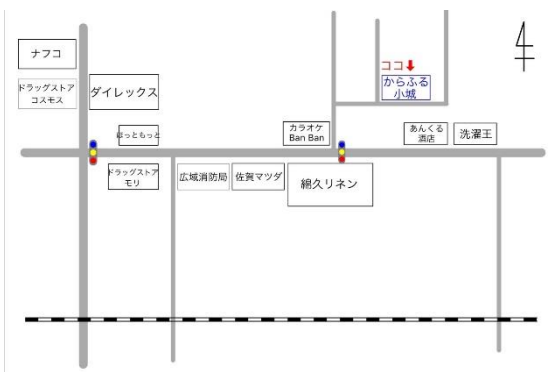 ナフコ
ドラッグストア
コスモス
ダイレックス
ほっともっと
ドラッグストア
モリ
広域消防局
佐賀マツダ
綿久リネン
カラオケ
Ban Ban
ココ⬇
からふる
小城
あんくる
酒店
洗濯王